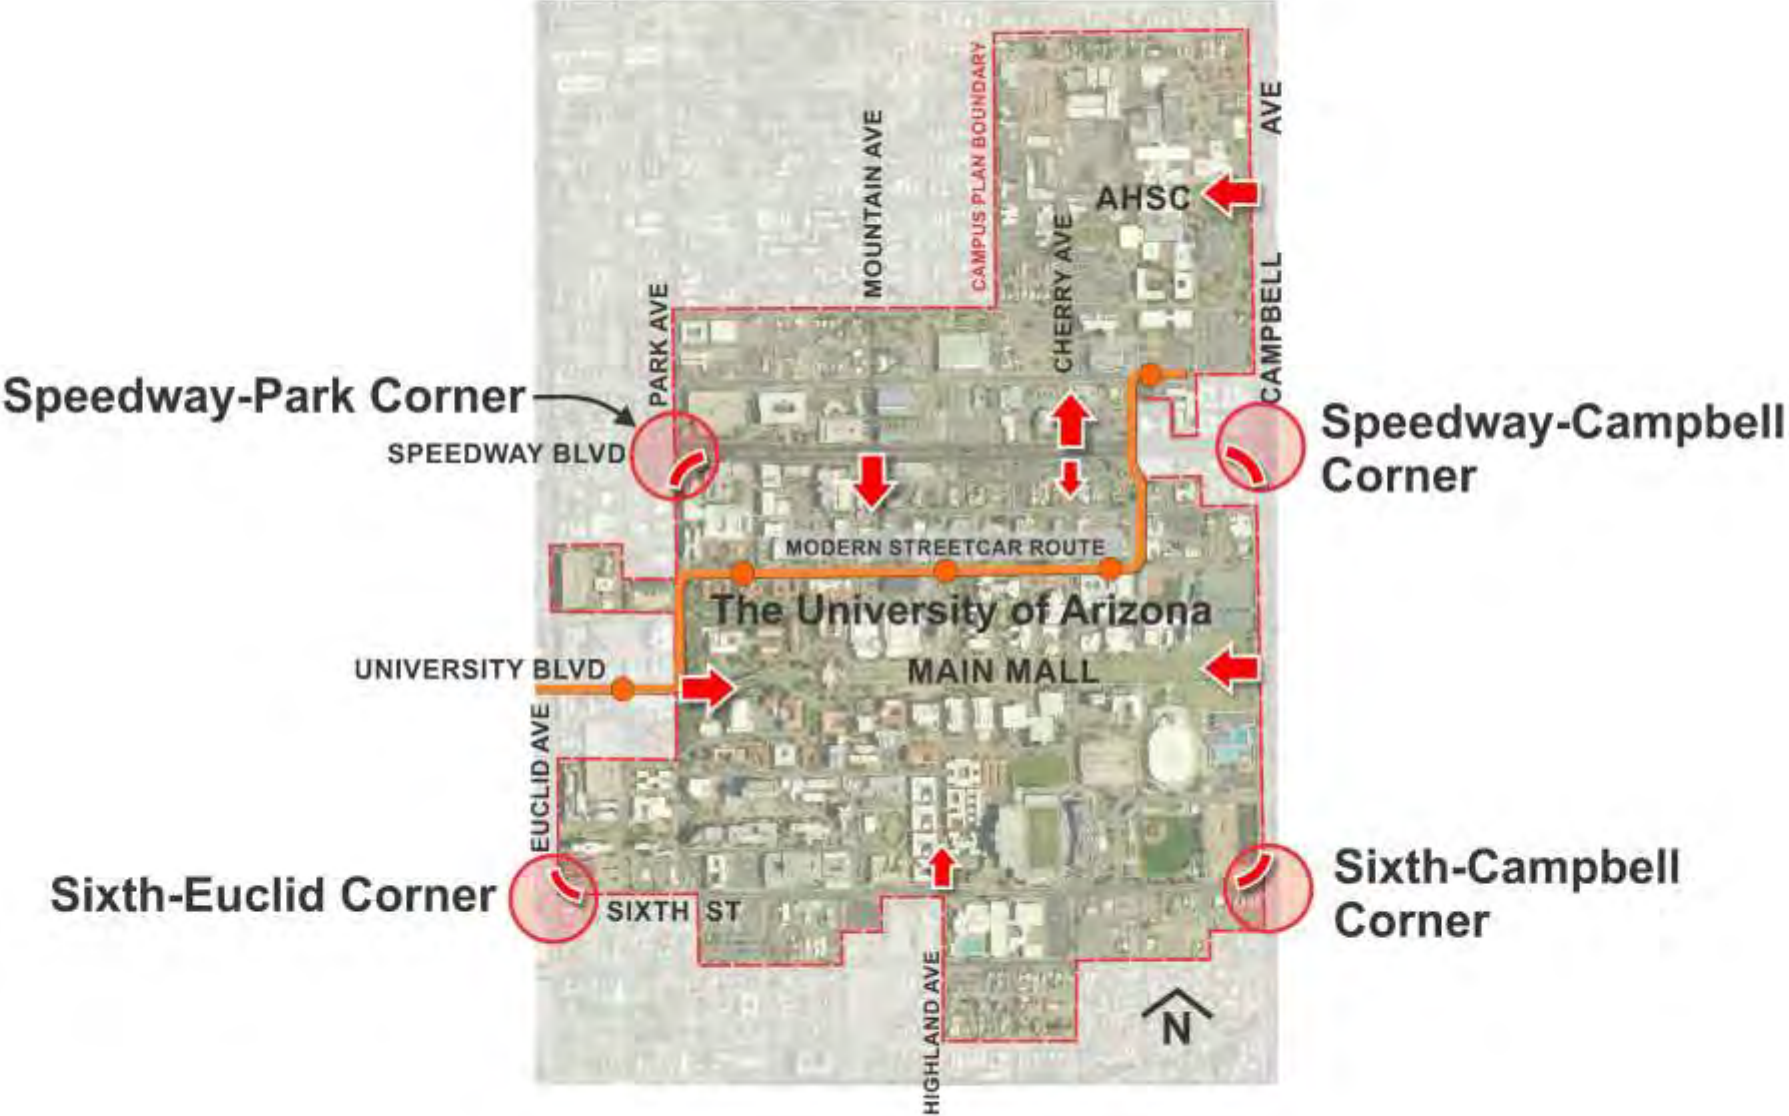 CAMPUS PLAN BOUNDARY
MOUNTAIN AVE
AVE
AHSC
CHERRY AVE
CAMPBELL
PARK AVE
Speedway-Park Corner
SPEEDWAY BLVD
Speedway-Campbell
Corner
MODERN STREETCAR ROUTE
The University of Arizona
MAIN MALL
UNIVERSITY BLVD
EUCLID AVE
Sixth-Euclid Corner
SIXTH ST
Sixth-Campbell
Corner
HIGHLAND AVE
N